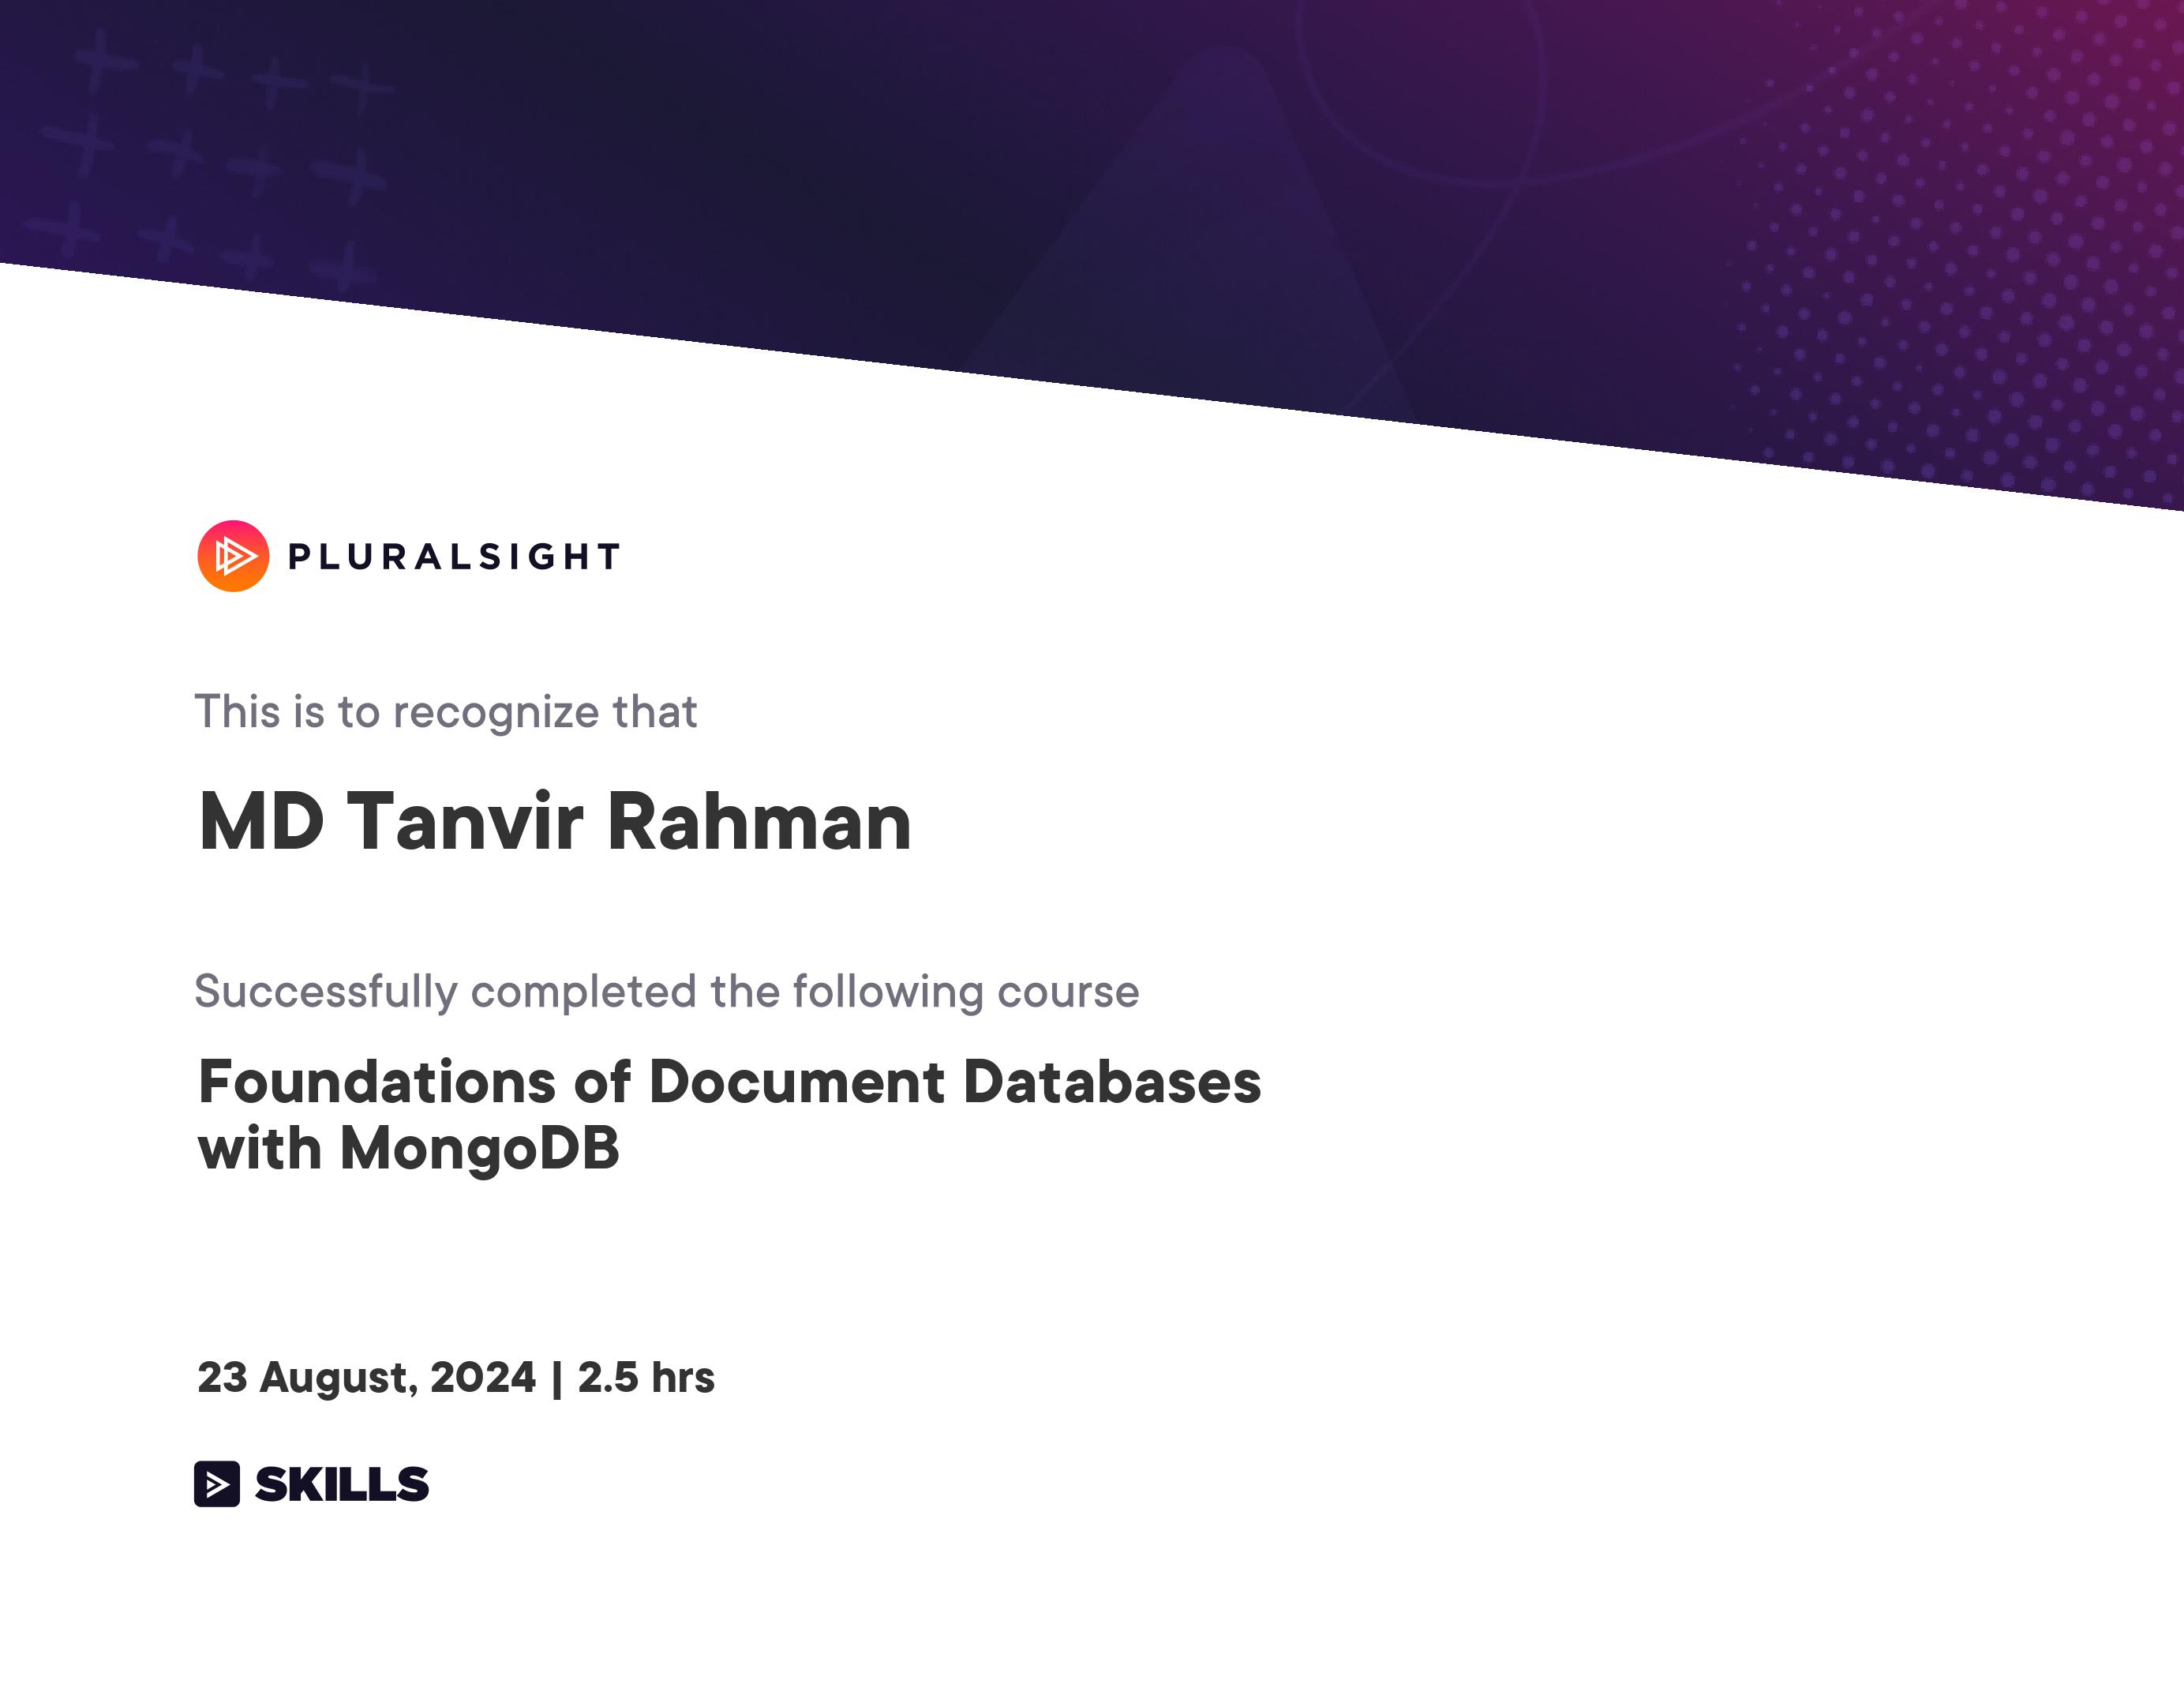 PLURALSIGHT
This is to recognize that
MD Tanvir Rahman
Successfully completed the following course
Foundations of Document Databases
with MongoDB
23 August, 2024 | 2.5 hrs
SKILLS